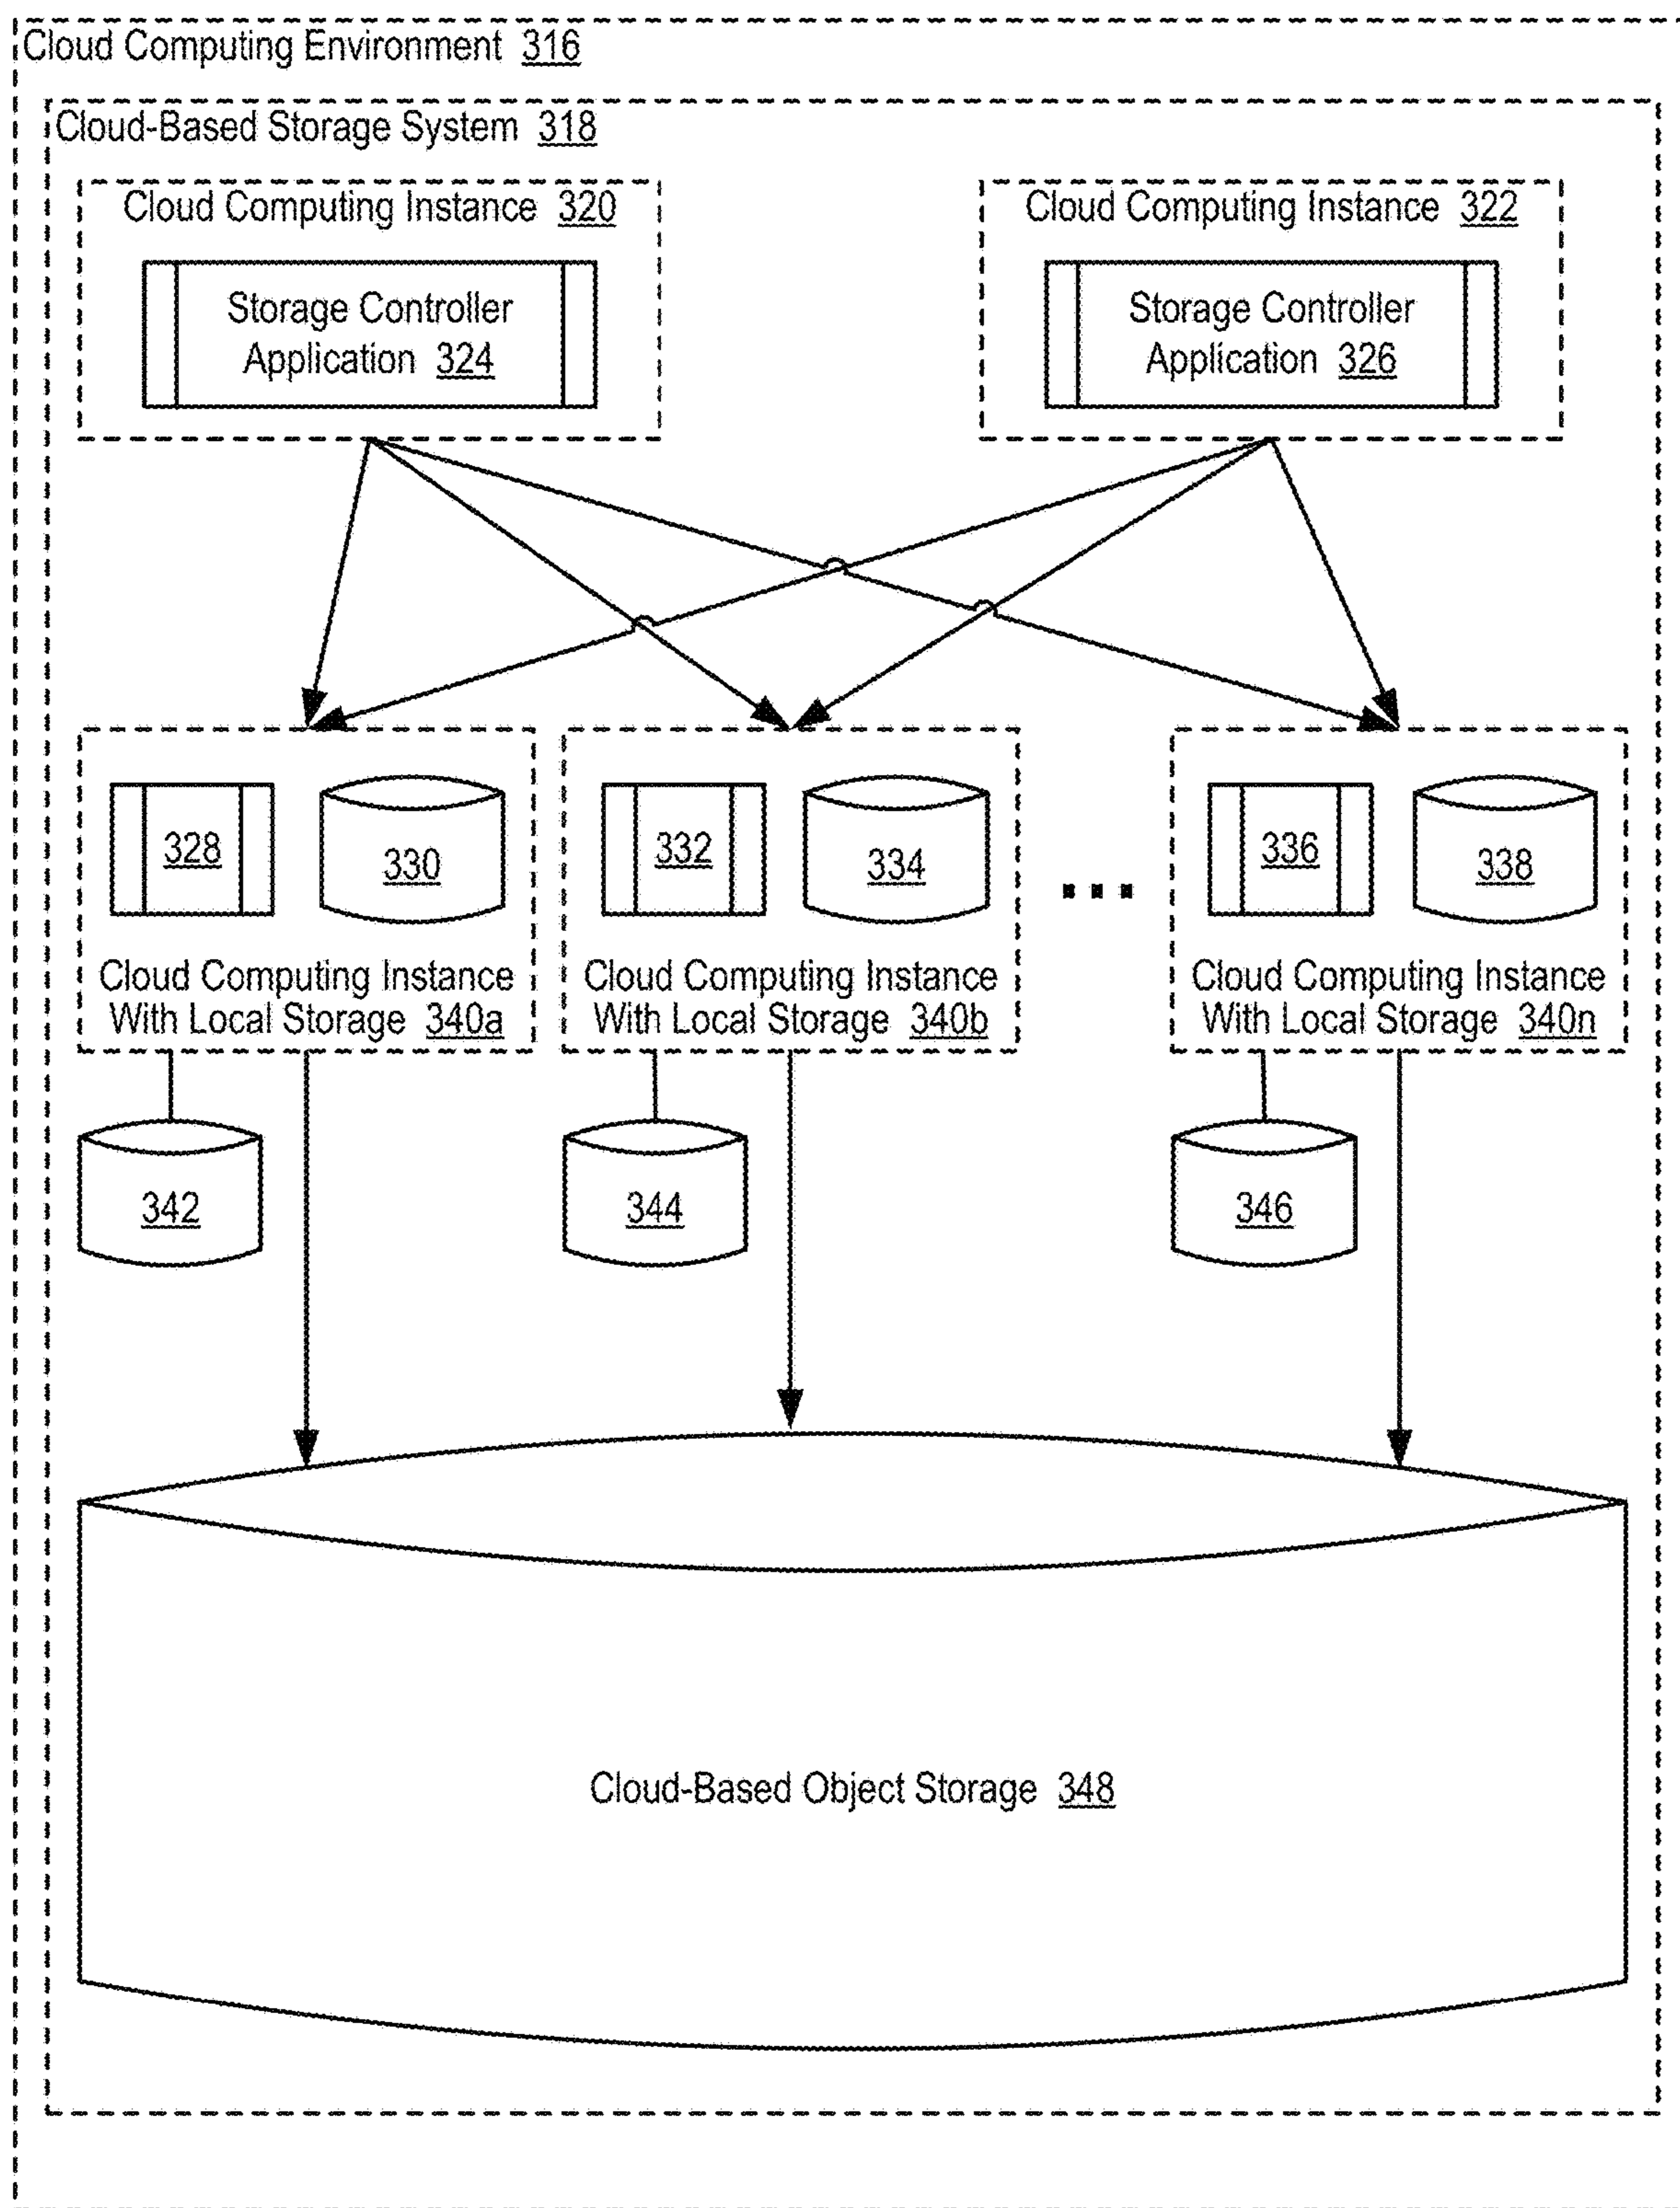 Cloud Computing Environment 316
Cloud-Based Storage System 318
Cloud Computing Instance 320
Storage Controller
Application 324
Cloud Computing Instance 322
Storage Controller
Application 326
328
330
Cloud Computing Instance
With Local Storage 340a
332
334
Cloud Computing Instance
With Local Storage 340b
...
336
338
Cloud Computing Instance
With Local Storage 340n
342
344
346
Cloud-Based Object Storage 348